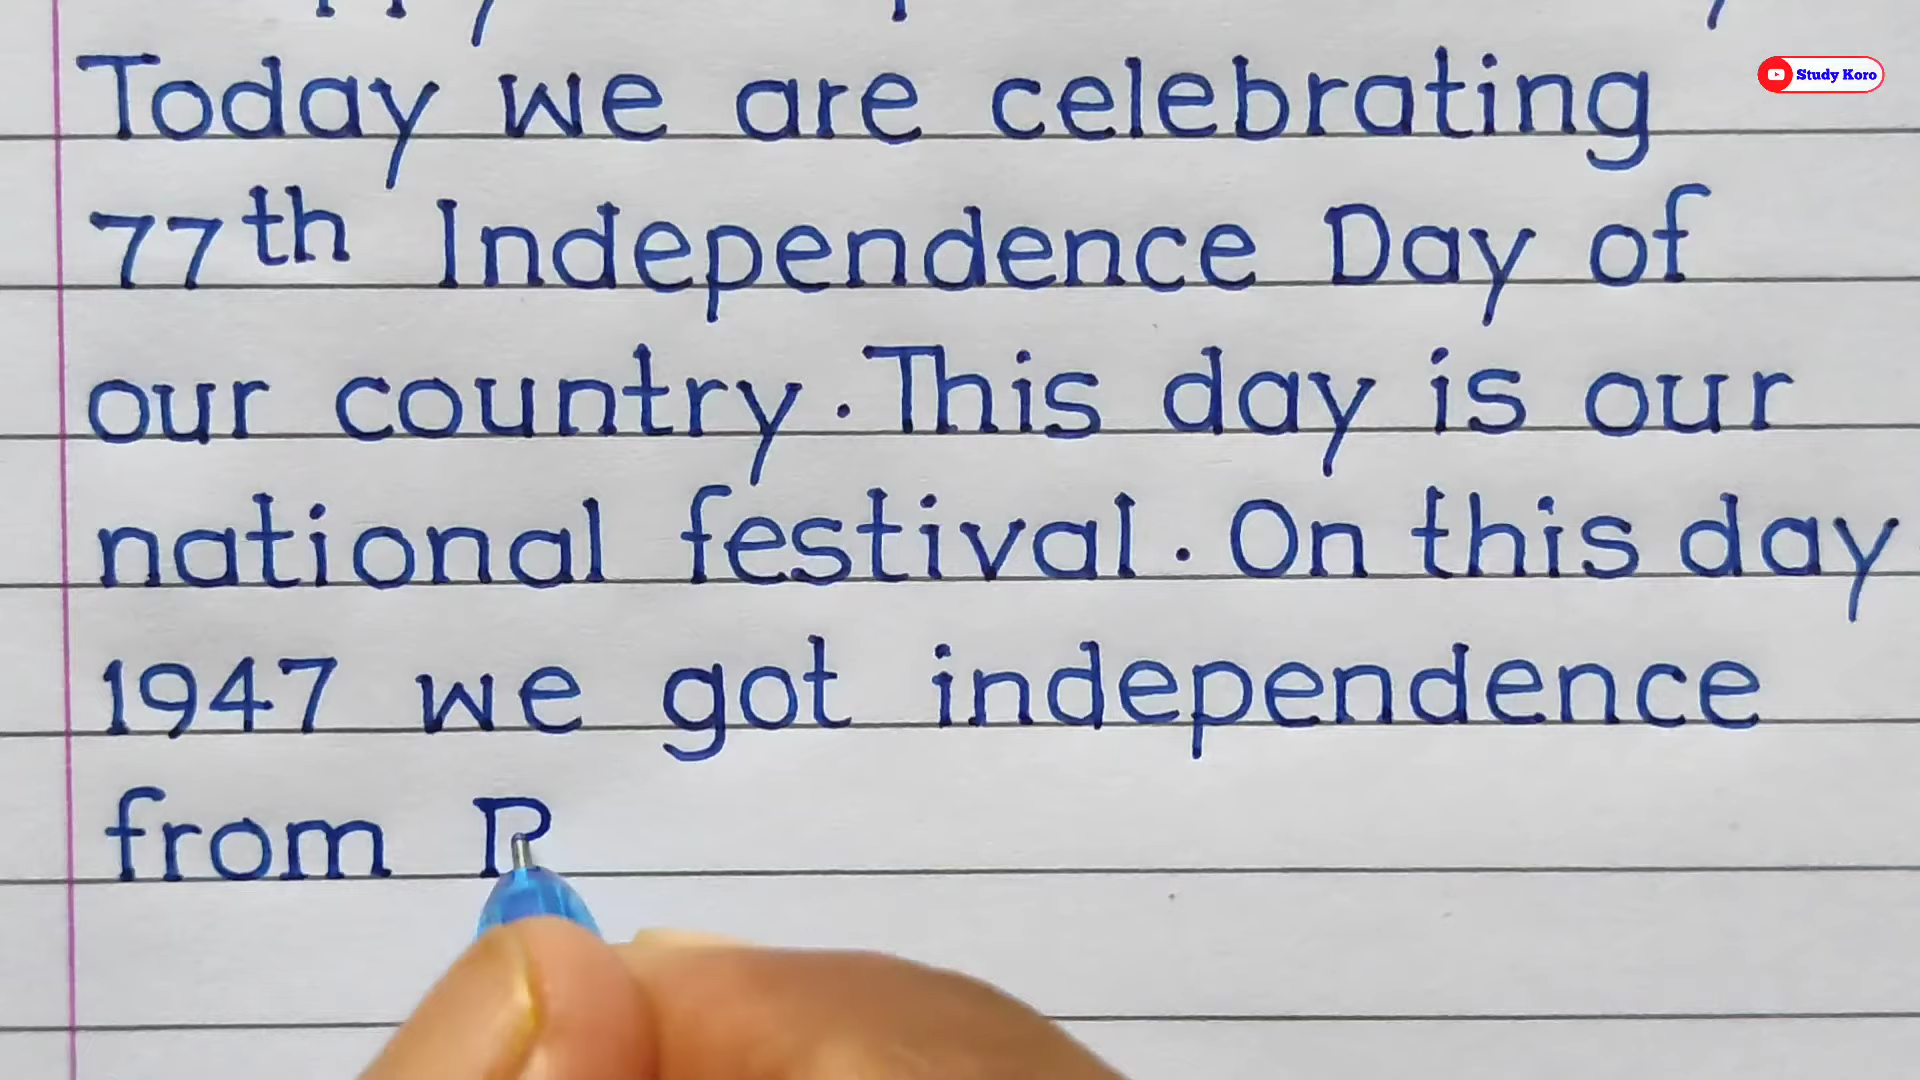 Today we are celebrating
77th Independence Day of
our country. This day is our
national festival. On this day
1947 we got independence
from
Study Koro